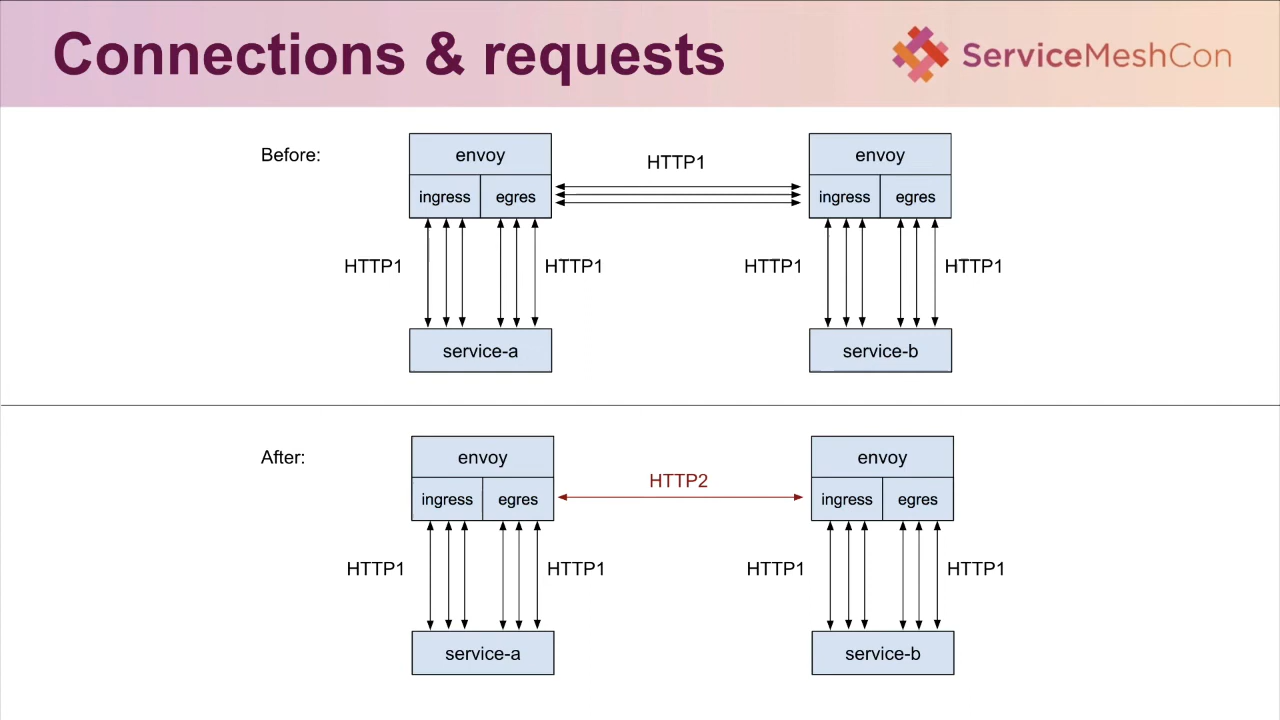 Connections & requests
ServiceMeshCon
Before:
envoy
HTTP1
envoy
ingress
egres
ingress
egres
HTTP1
HTTP1
HTTP1
HTTP1
service-a
service-b
After:
envoy
HTTP2
envoy
ingress
egres
ingress
egres
HTTP1
HTTP1
HTTP1
HTTP1
service-a
service-b